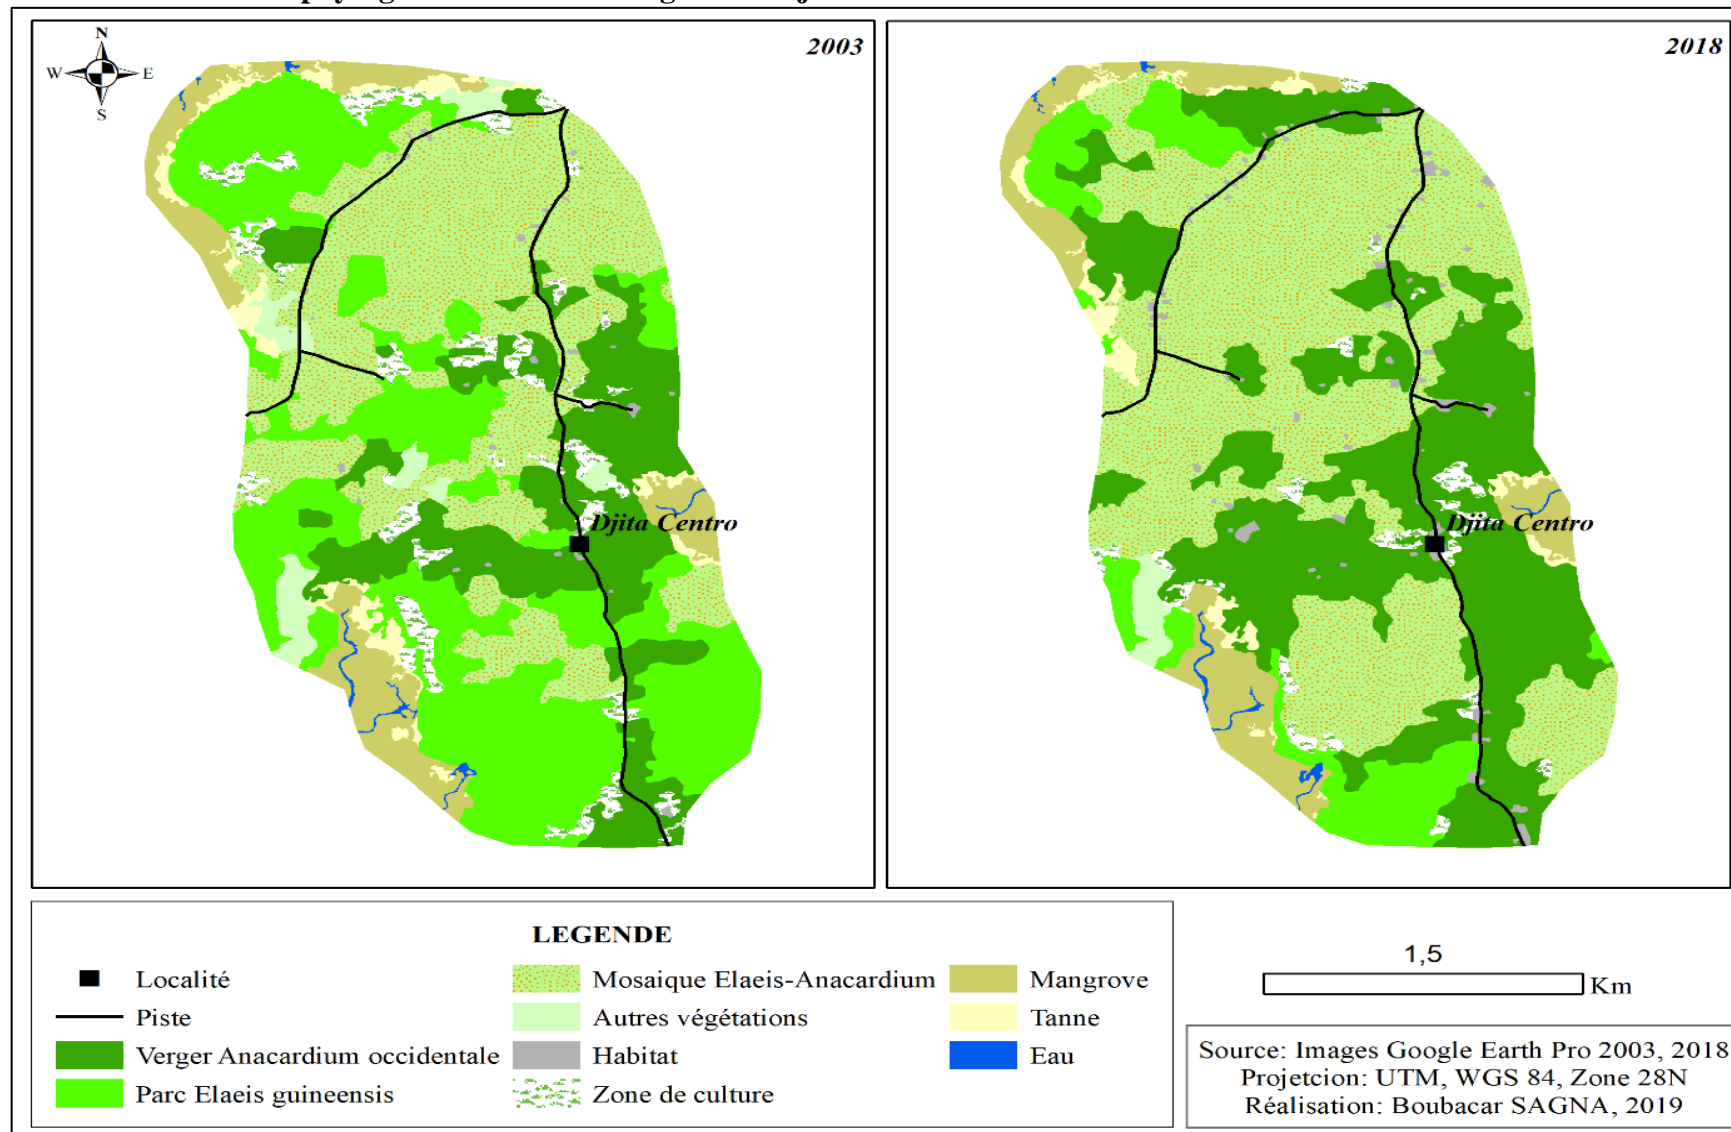 2003
N
W E
S
Djita Centro
2018
Djita Centro
LEGENDE
Localité
Piste
Verger Anacardium occidentale
Parc Elaeis guineensis
Mosaique Elaeis-Anacardium
Autres végétations
Habitat
Zone de culture
Mangrove
Tanne
Eau
1,5
Km
Source: Images Google Earth Pro 2003, 2018
Projetcion: UTM, WGS 84, Zone 28N
Réalisation: Boubacar SAGNA, 2019